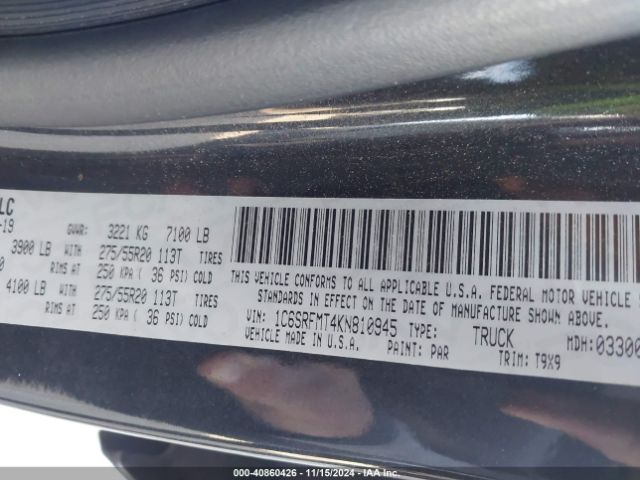 LC
-19
GVWR: 3221 KG 7100 LB
3900 LB WITH 275/55R20 113T TIRES
0 RIMS AT 250 KPA ( 36 PSI) COLD
4100 LB WITH 275/55R20 113T TIRES
RIMS AT 250 KPA ( 36 PSI) COLD
THIS VEHICLE CONFORMS TO ALL APPLICABLE U.S.A. FEDERAL MOTOR VEHICLE
STANDARDS IN EFFECT ON THE DATE OF MANUFACTURE SHOWN ABOVE.
VIN: 1C6SRFMT4KN810945 TYPE: TRUCK
VEHICLE MADE IN U.S.A. PAINT: PAR TRIM: T9X9 MDH: 03300
000-40860426 - 11/15/2024 - IAA Inc.